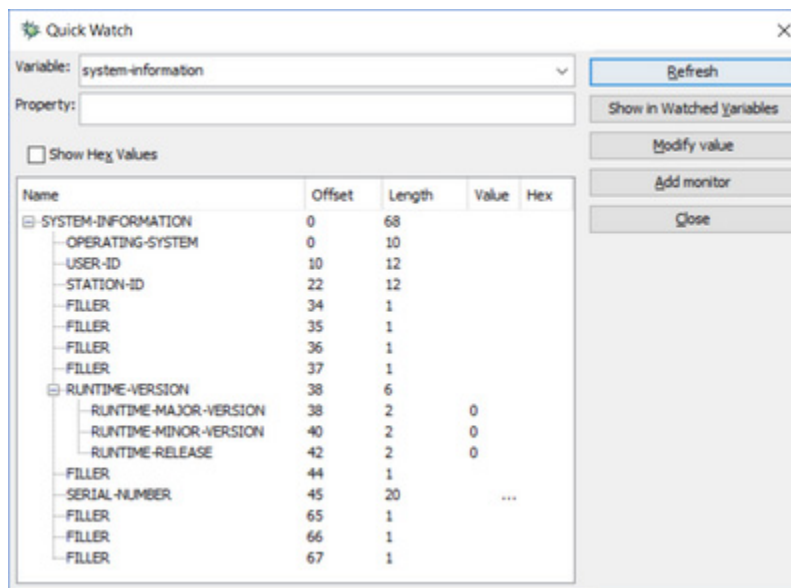 Quick Watch
Variable: system-information
Refresh
Property:
Show in Watched Variables
Show Hex Values
Modify value
Add monitor
Close
Name Offset Length Value Hex
SYSTEM-INFORMATION 0 68
OPERATING-SYSTEM 0 10
USER-ID 10 12
STATION-ID 22 12
FILLER 34 1
FILLER 35 1
FILLER 36 1
FILLER 37 1
RUNTIME-VERSION 38 6
RUNTIME-MAJOR-VERSION 38 2 0
RUNTIME-MINOR-VERSION 40 2 0
RUNTIME-RELEASE 42 2 0
FILLER 44 1
SERIAL-NUMBER 45 20 ...
FILLER 65 1
FILLER 66 1
FILLER 67 1